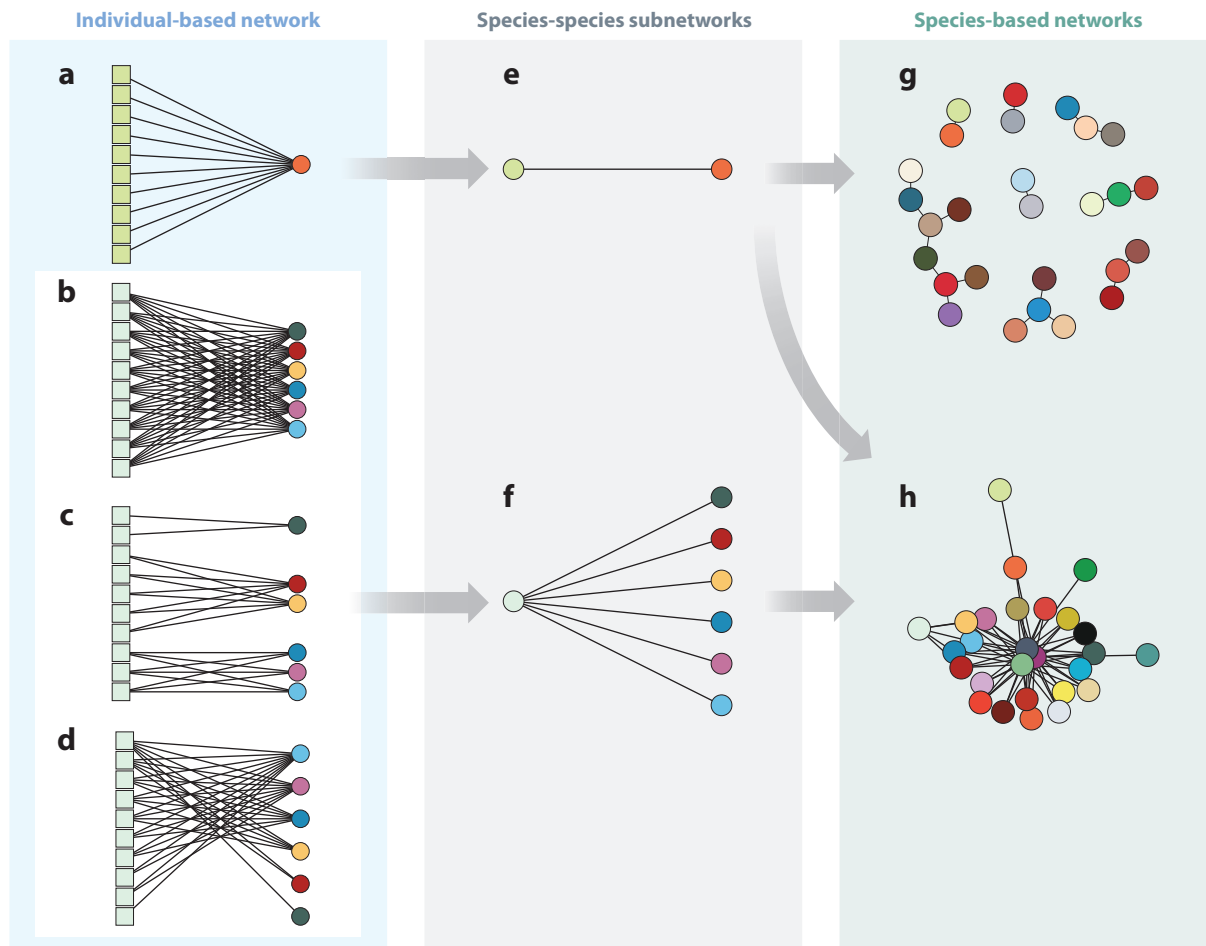 Individual-based network
Species-species subnetworks
Species-based networks
a
e
g
b
c
f
h
d